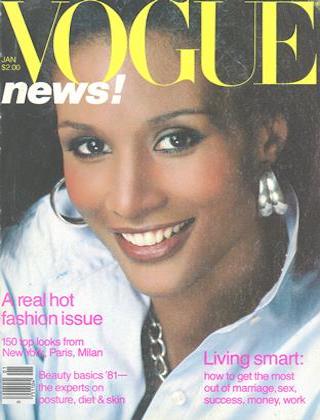 VOGUE
JAN
$2.00
news!
A real hot
fashion issue
150 top looks from
New York, Paris, Milan
Beauty basics '81—
the experts on
posture, diet & skin
Living smart:
how to get the most
out of marriage, sex,
success, money, work